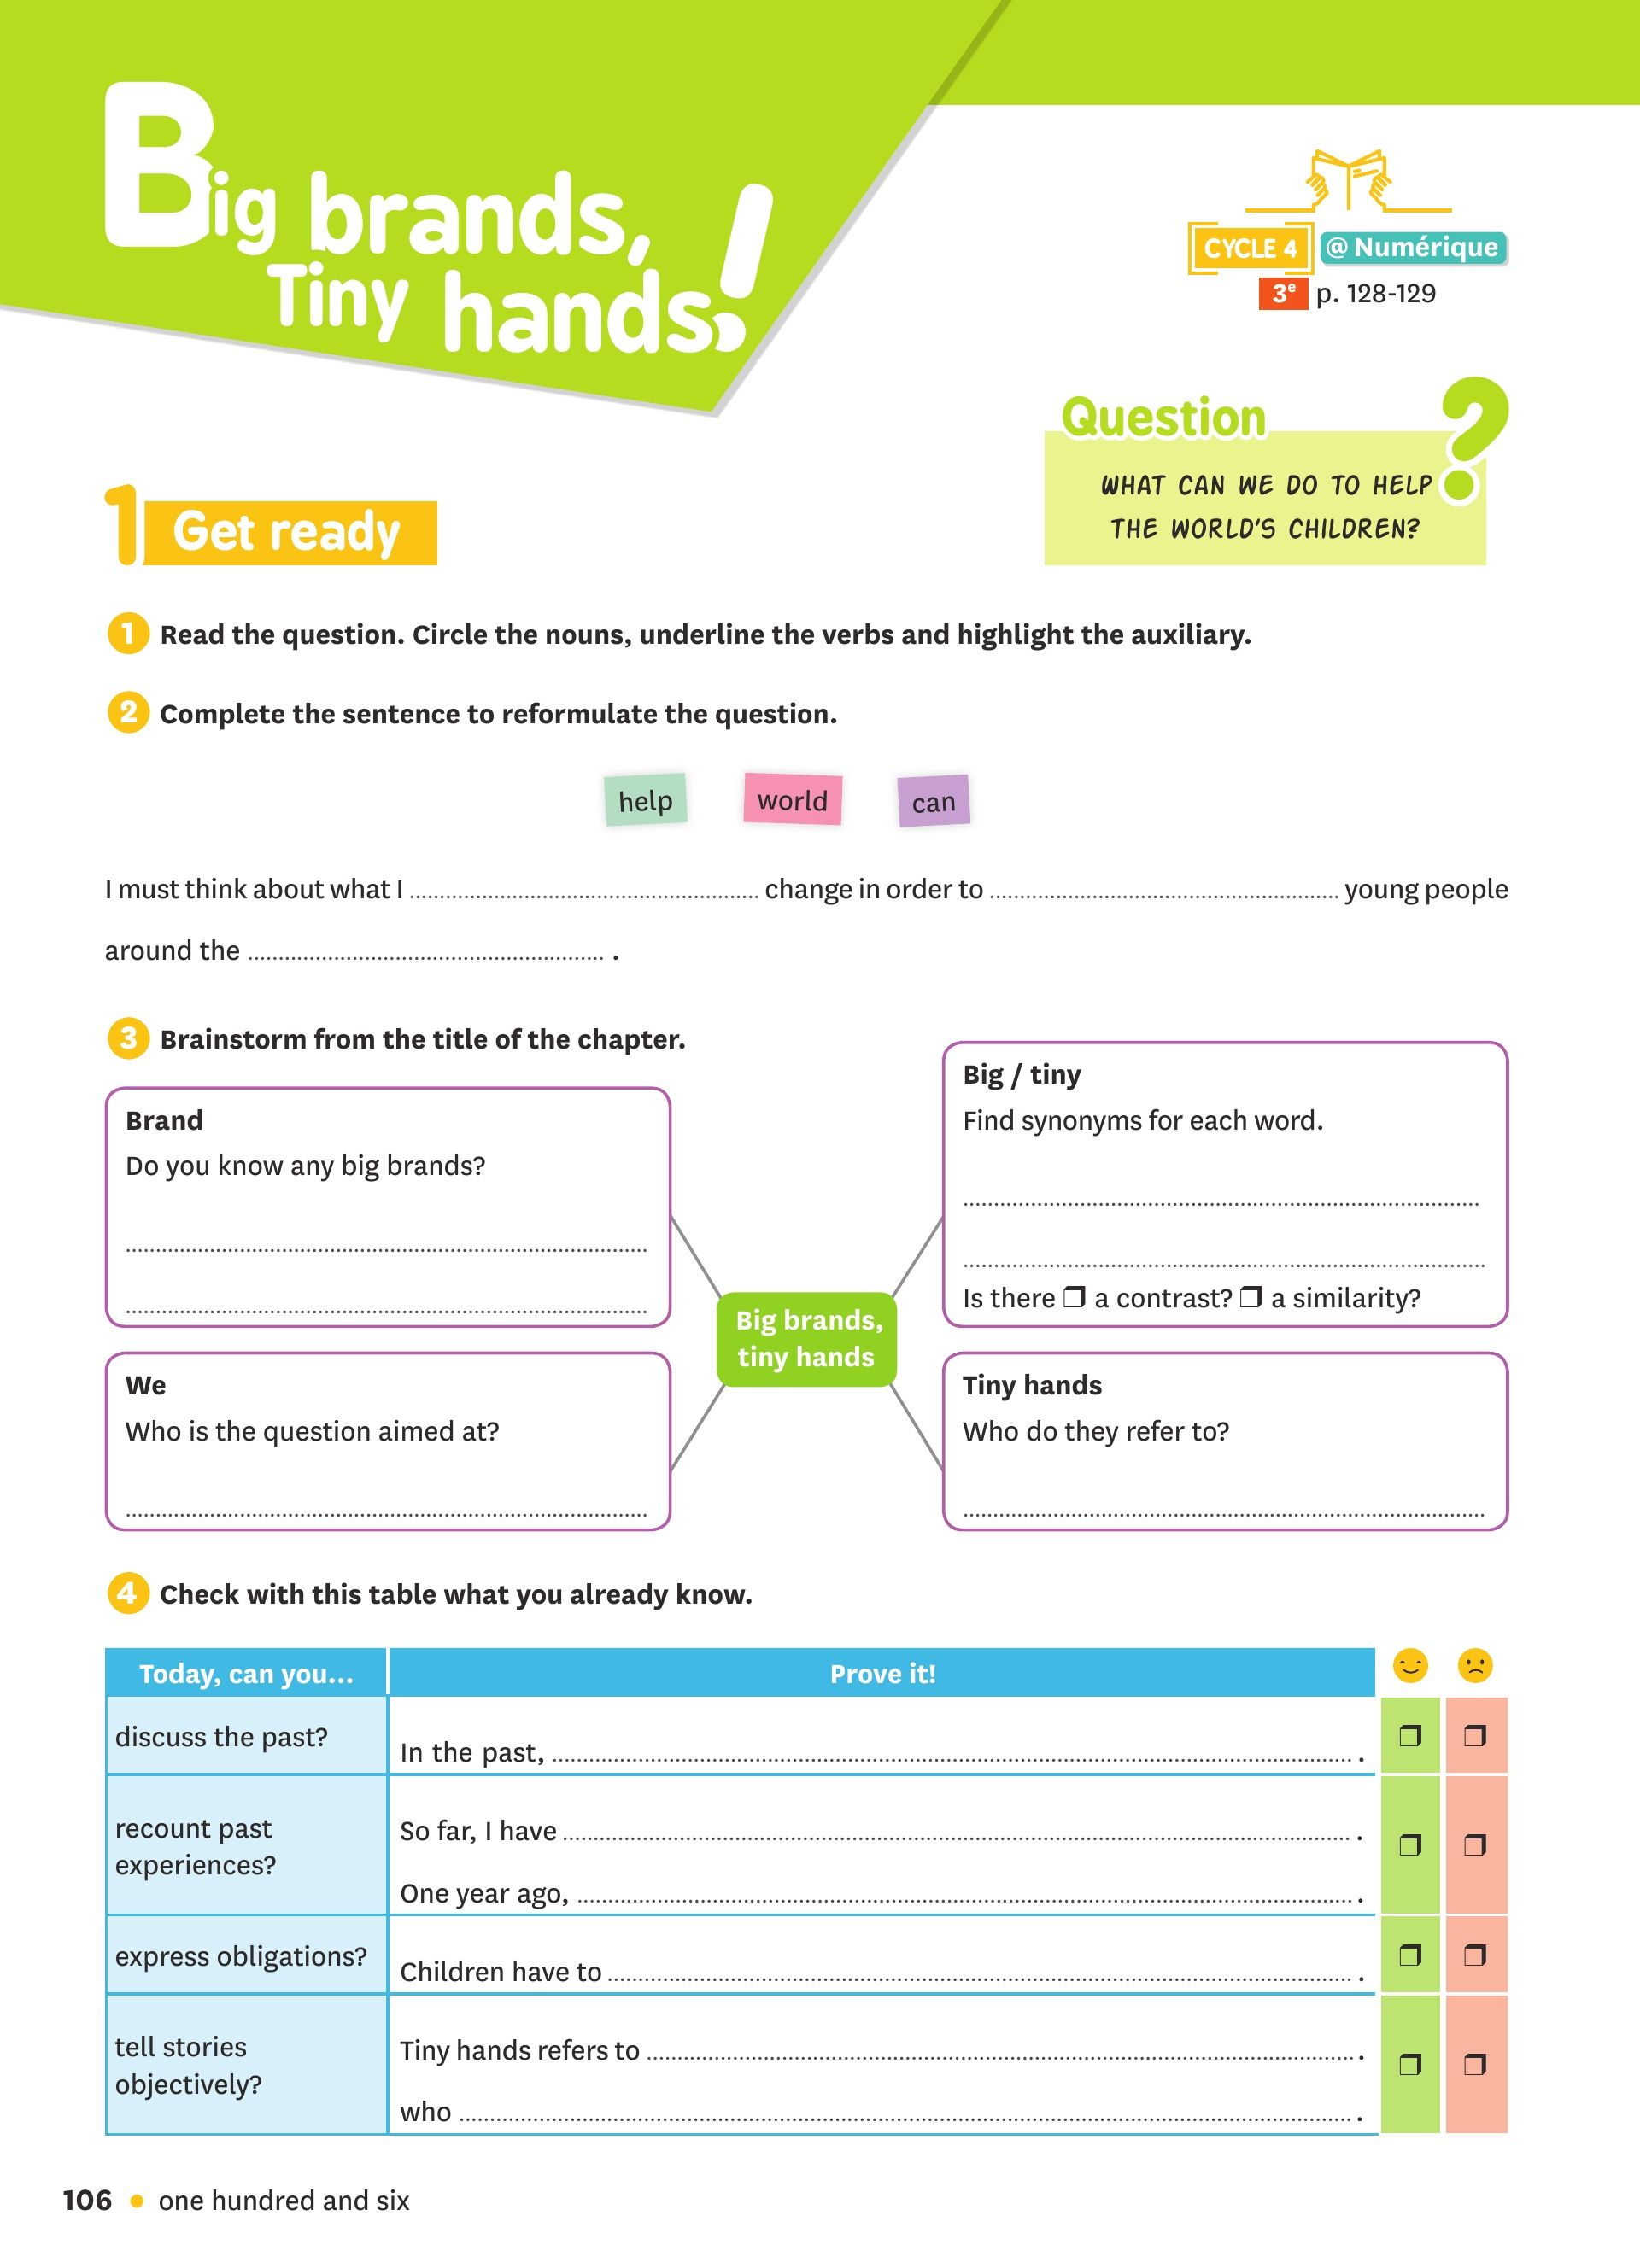 Big brands,
Tiny hands!
CYCLE 4 @ Numérique
3e p. 128-129
Question ?
WHAT CAN WE DO TO HELP
THE WORLD'S CHILDREN?
1 Get ready
1 Read the question. Circle the nouns, underline the verbs and highlight the auxiliary.
2 Complete the sentence to reformulate the question.
help world can
I must think about what I ........................................ change in order to ........................................ young people
around the ........................................ .
3 Brainstorm from the title of the chapter.
Brand
Do you know any big brands?
........................................
........................................
Big / tiny
Find synonyms for each word.
........................................
........................................
Is there ❒ a contrast? ❒ a similarity?
Big brands,
tiny hands
We
Who is the question aimed at?
........................................
Tiny hands
Who do they refer to?
........................................
4 Check with this table what you already know.
Today, can you... Prove it!
discuss the past?
In the past, ........................................ . ❒ ❒
recount past
experiences?
So far, I have ........................................ .
One year ago, ........................................ . ❒ ❒
express obligations?
Children have to ........................................ . ❒ ❒
tell stories
objectively?
Tiny hands refers to ........................................ .
who ........................................ . ❒ ❒
106 • one hundred and six